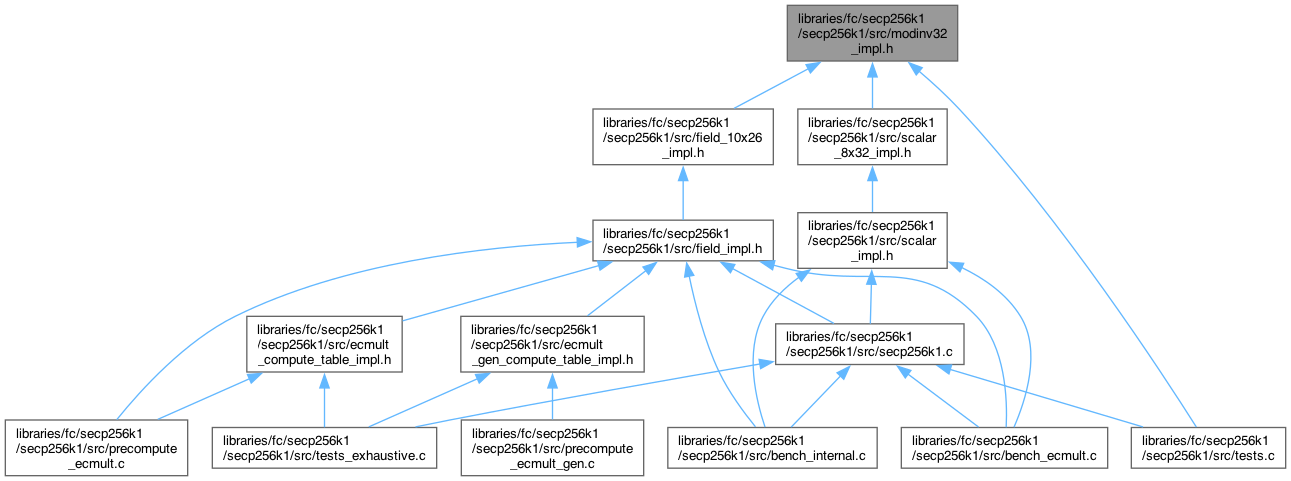 libraries/fc/secp256k1
/secp256k1/src/modinv32
_impl.h
libraries/fc/secp256k1
/secp256k1/src/field_10x26
_impl.h
libraries/fc/secp256k1
/secp256k1/src/scalar
_8x32_impl.h
libraries/fc/secp256k1
/secp256k1/src/field_impl.h
libraries/fc/secp256k1
/secp256k1/src/scalar
_impl.h
libraries/fc/secp256k1
/secp256k1/src/ecmult
_compute_table_impl.h
libraries/fc/secp256k1
/secp256k1/src/ecmult
_gen_compute_table_impl.h
libraries/fc/secp256k1
/secp256k1/src/secp256k1.c
libraries/fc/secp256k1
/secp256k1/src/precompute
_ecmult.c
libraries/fc/secp256k1
/secp256k1/src/tests_exhaustive.c
libraries/fc/secp256k1
/secp256k1/src/precompute
_ecmult_gen.c
libraries/fc/secp256k1
/secp256k1/src/bench_internal.c
libraries/fc/secp256k1
/secp256k1/src/bench_ecmult.c
libraries/fc/secp256k1
/secp256k1/src/tests.c